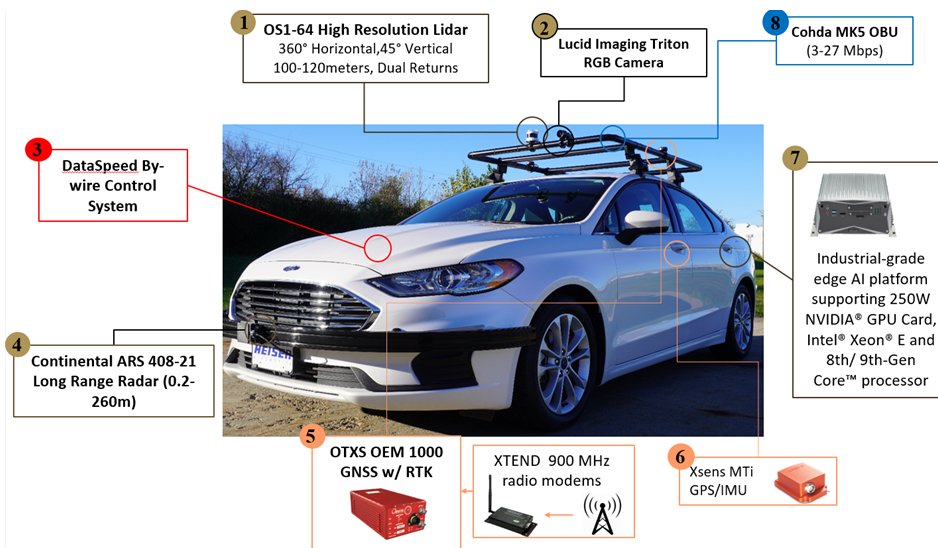 1
OS1-64 High Resolution Lidar
360° Horizontal,45° Vertical
100-120meters, Dual Returns
2
Lucid Imaging Triton
RGB Camera
8
Cohda MK5 OBU
(3-27 Mbps)
3
DataSpeed By-
wire Control
System
7
Industrial-grade
edge AI platform
supporting 250W
NVIDIA® GPU Card,
Intel® Xeon® E and
8th/ 9th-Gen
Core™ processor
4
Continental ARS 408-21
Long Range Radar (0.2-
260m)
Ford
HEISER
5
OTXS OEM 1000
GNSS w/ RTK
XTEND 900 MHz
radio modems
6
Xsens MTi
GPS/IMU